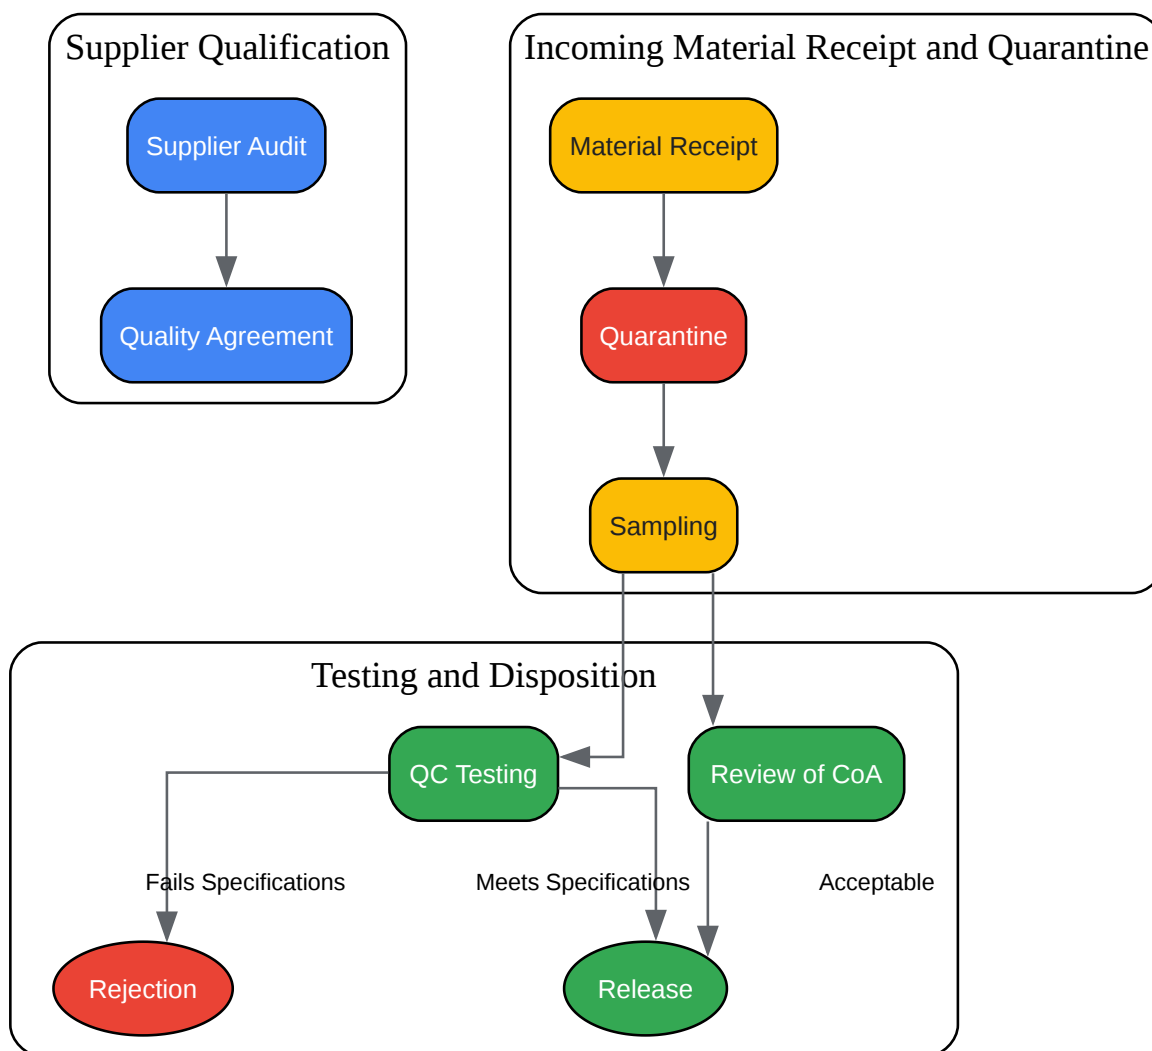 Supplier Qualification
Supplier Audit
Quality Agreement
Incoming Material Receipt and Quarantine
Material Receipt
Quarantine
Sampling
Testing and Disposition
QC Testing
Review of CoA
Fails Specifications
Meets Specifications
Acceptable
Rejection
Release